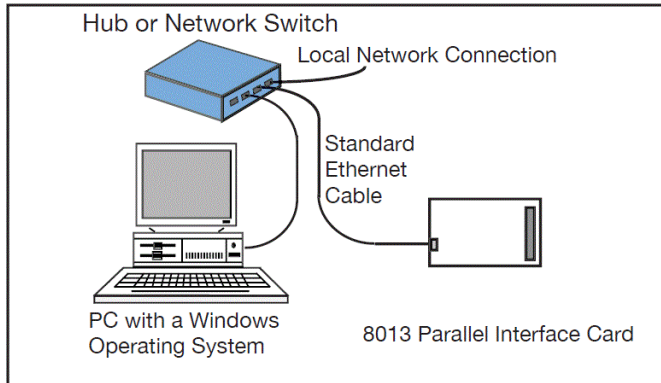 Hub or Network Switch
Local Network Connection
Standard
Ethernet
Cable
PC with a Windows
Operating System
8013 Parallel Interface Card